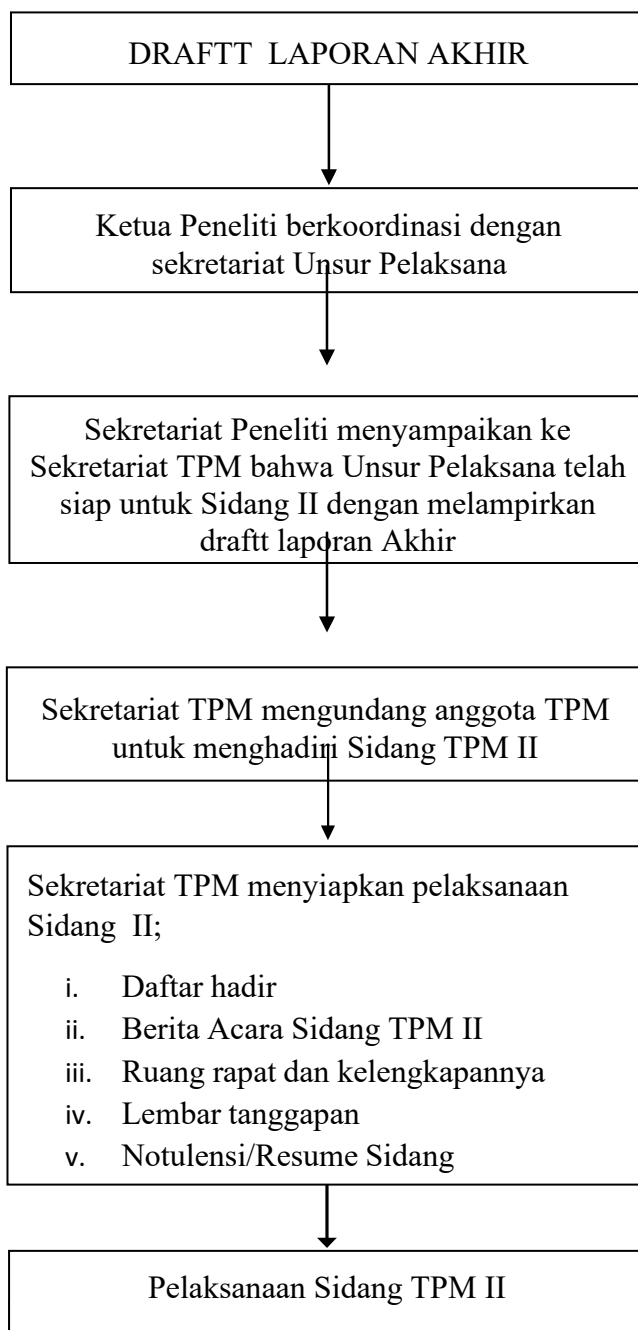 DRAFTT LAPORAN AKHIR
Ketua Peneliti berkoordinasi dengan
sekretariat Unsur Pelaksana
Sekretariat Peneliti menyampaikan ke
Sekretariat TPM bahwa Unsur Pelaksana telah
siap untuk Sidang II dengan melampirkan
draftt laporan Akhir
Sekretariat TPM mengundang anggota TPM
untuk menghadiri Sidang TPM II
Sekretariat TPM menyiapkan pelaksanaan
Sidang II;
i. Daftar hadir
ii. Berita Acara Sidang TPM II
iii. Ruang rapat dan kelengkapannya
iv. Lembar tanggapan
v. Notulensi/Resume Sidang
Pelaksanaan Sidang TPM II